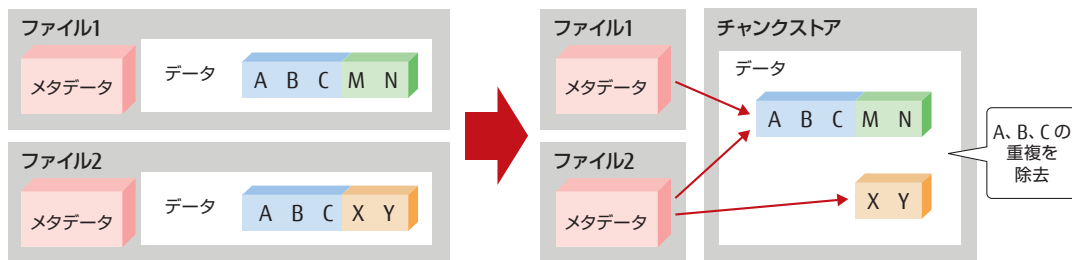 ファイル1
メタデータ
データ
A B C M N
ファイル2
メタデータ
データ
A B C X Y
ファイル1
メタデータ
ファイル2
メタデータ
チャンクストア
データ
A B C M N
X Y
A、B、Cの
重複を
除去